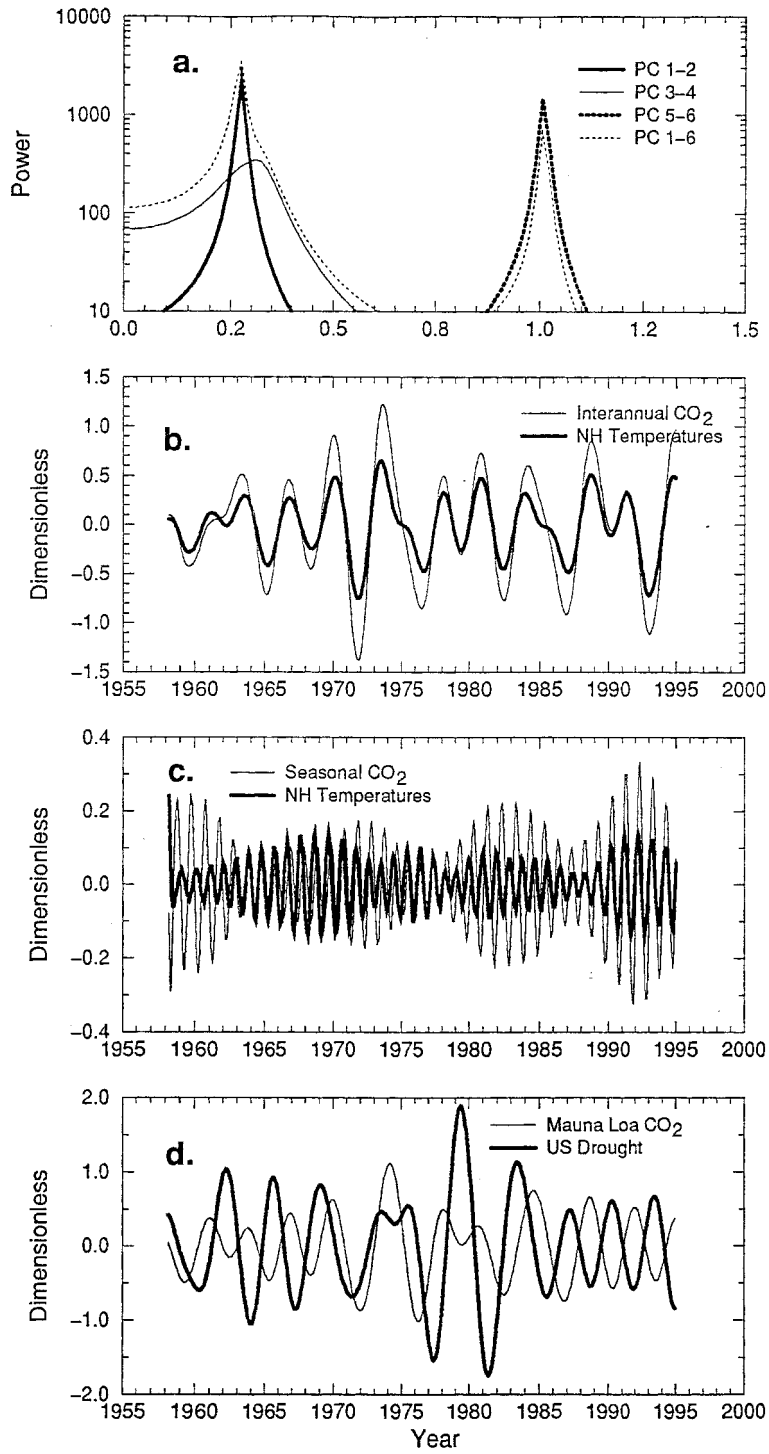 10000
1000
100
10
Power
a.
PC 1–2
PC 3–4
PC 5–6
PC 1–6
0.0 0.2 0.5 0.8 1.0 1.2 1.5
1.5
1.0
0.5
0.0
−0.5
−1.0
−1.5
Dimensionless
b.
Interannual CO2
NH Temperatures
1955 1960 1965 1970 1975 1980 1985 1990 1995 2000
0.4
0.2
0.0
−0.2
−0.4
Dimensionless
c.
Seasonal CO2
NH Temperatures
1955 1960 1965 1970 1975 1980 1985 1990 1995 2000
2.0
1.0
0.0
−1.0
−2.0
Dimensionless
d.
Mauna Loa CO2
US Drought
1955 1960 1965 1970 1975 1980 1985 1990 1995 2000
Year